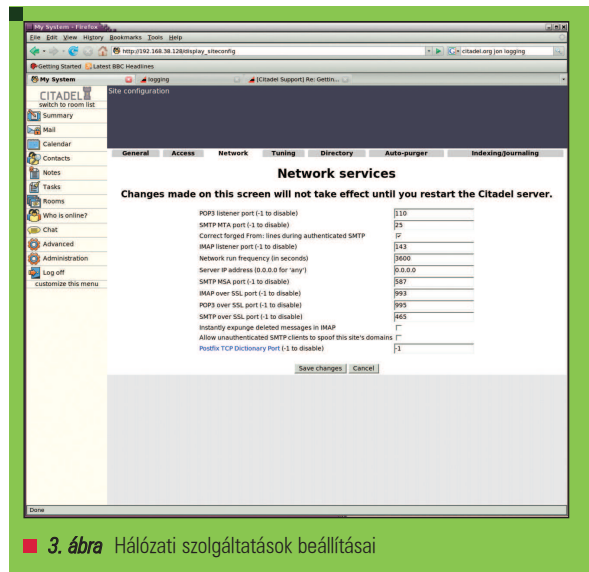 My System - Firefox
File Edit View History Bookmarks Tools Help
http://192.168.38.128/display_siteconfig
citadel.org jon logging
Getting Started Latest BBC Headlines
My System
logging
[Citadel Support] Re: Gettin...
CITADEL
switch to room list
Summary
Mail
Calendar
Contacts
Notes
Tasks
Rooms
Who is online?
Chat
Advanced
Administration
Log off
customize this menu
Site configuration
General Access Network Tuning Directory Auto-purger Indexing/Journaling
Network services
Changes made on this screen will not take effect until you restart the Citadel server.
POP3 listener port (-1 to disable) 110
SMTP MTA port (-1 to disable) 25
Correct forged From: lines during authenticated SMTP
IMAP listener port (-1 to disable) 143
Network run frequency (in seconds) 3600
Server IP address (0.0.0.0 for 'any') 0.0.0.0
SMTP MSA port (-1 to disable) 587
IMAP over SSL port (-1 to disable) 993
POP3 over SSL port (-1 to disable) 995
SMTP over SSL port (-1 to disable) 465
Instantly expunge deleted messages in IMAP
Allow unauthenticated SMTP clients to spoof this site's domains
Postfix TCP Dictionary Port (-1 to disable) -1
Save changes Cancel
Done
3. ábra Hálózati szolgáltatások beállításai